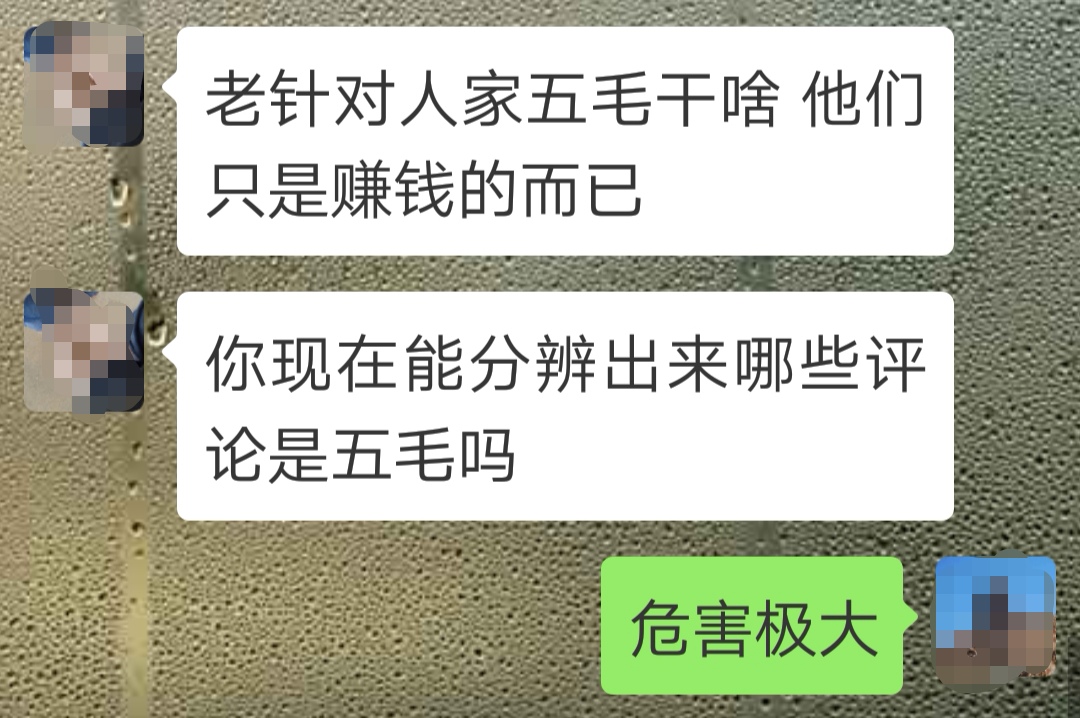 老针对人家五毛干啥 他们
只是赚钱的而已
你现在能分辨出来哪些评
论是五毛吗
危害极大